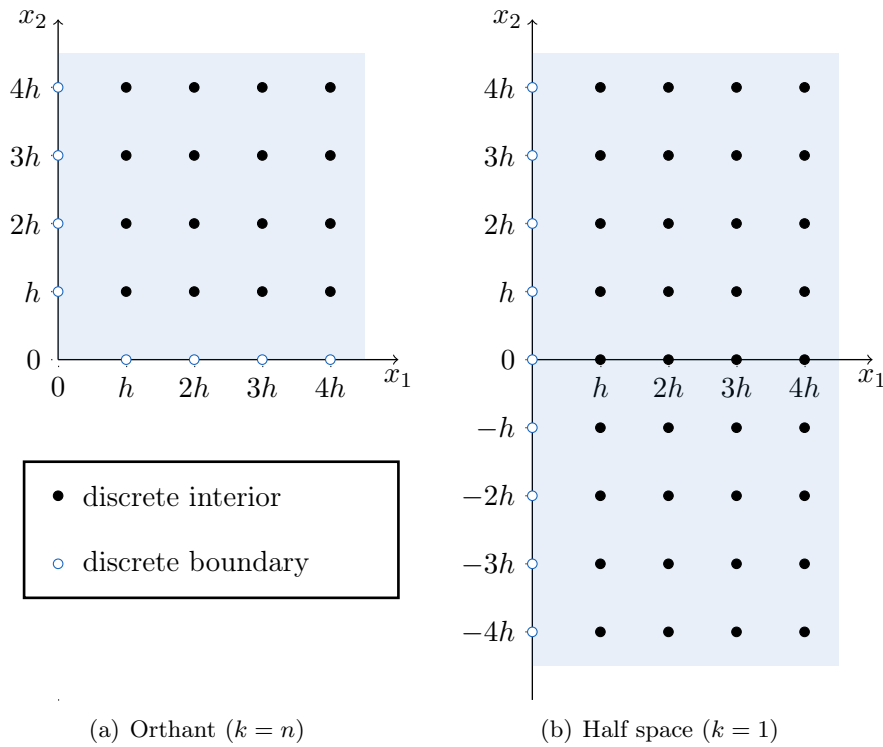 x₂
4h
3h
2h
h
0
0 h 2h 3h 4h x₁
discrete interior
discrete boundary
(a) Orthant (k = n)
x₂
4h
3h
2h
h
0
h 2h 3h 4h x₁
−h
−2h
−3h
−4h
(b) Half space (k = 1)